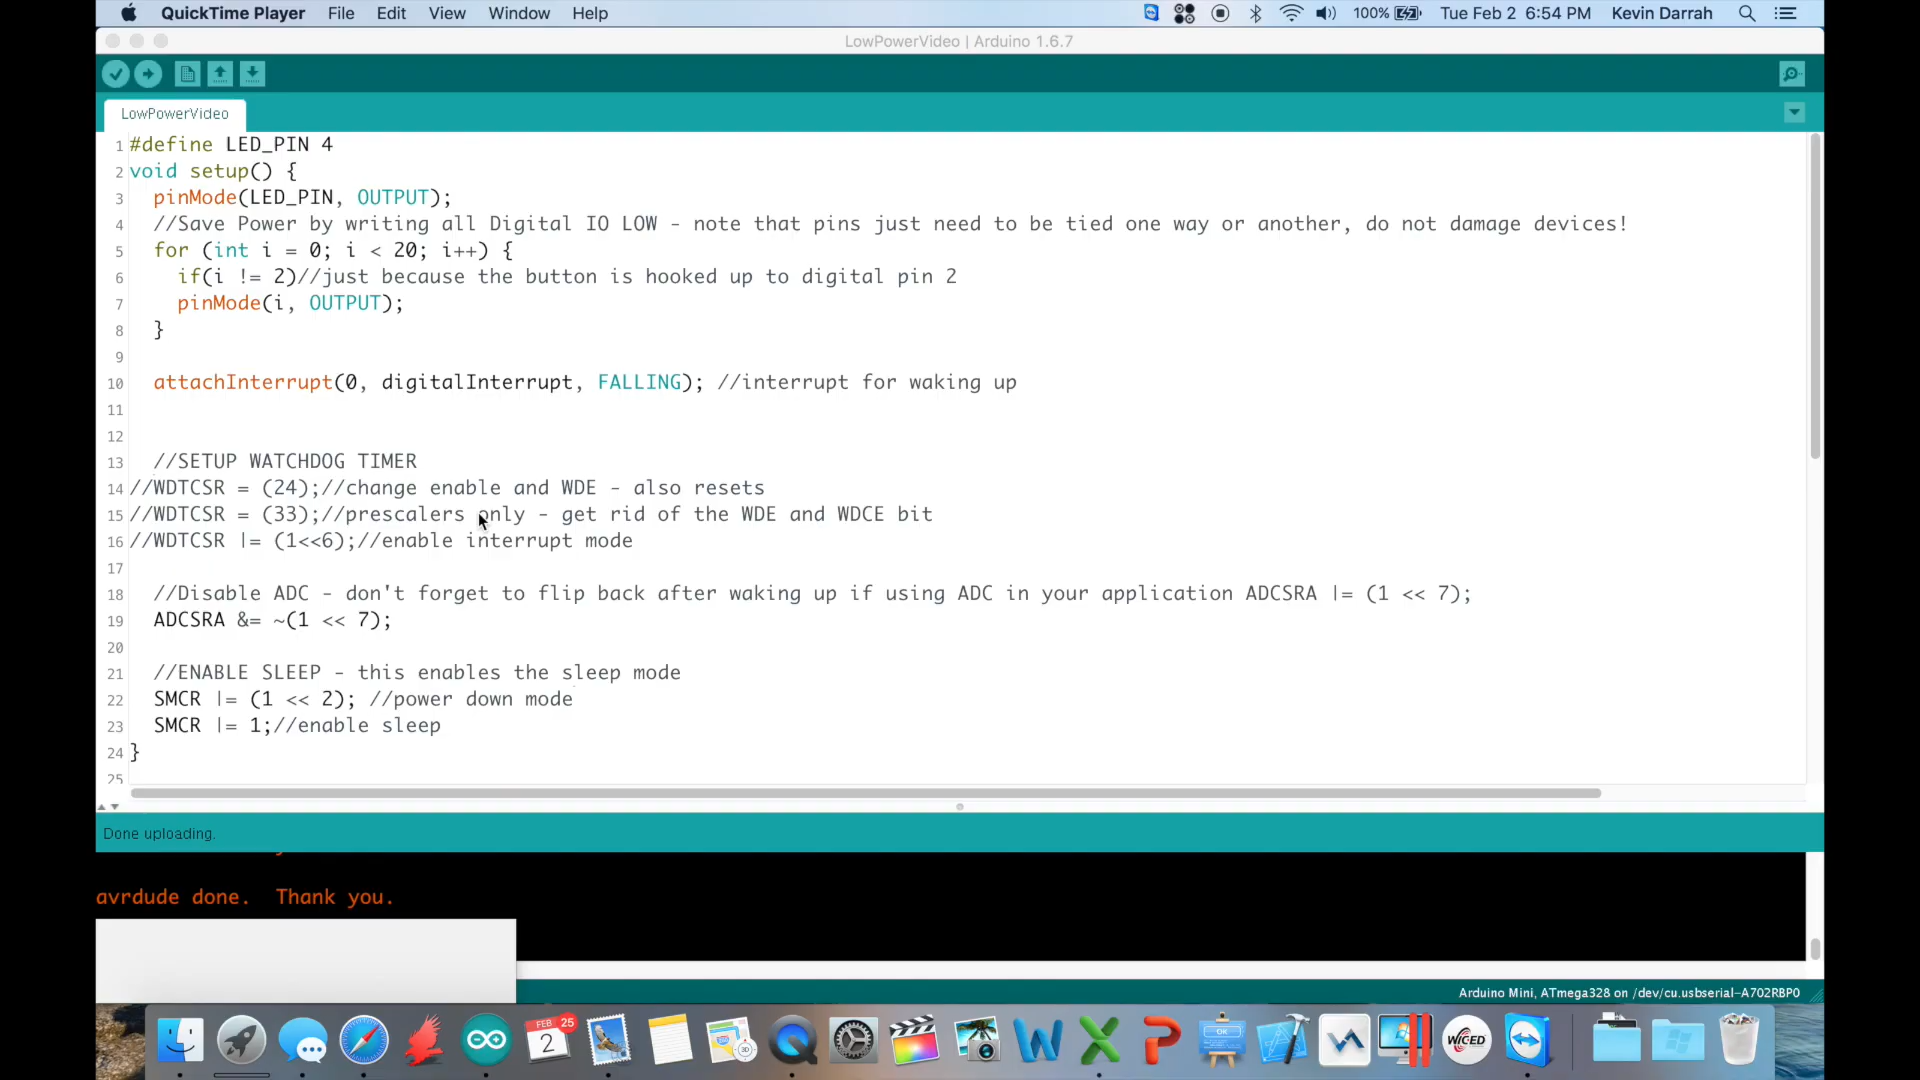 QuickTime Player File Edit View Window Help 100% Tue Feb 2 6:54 PM Kevin Darrah
LowPowerVideo | Arduino 1.6.7
LowPowerVideo
1 #define LED_PIN 4
2 void setup() {
3 pinMode(LED_PIN, OUTPUT);
4 //Save Power by writing all Digital IO LOW - note that pins just need to be tied one way or another, do not damage devices!
5 for (int i = 0; i < 20; i++) {
6 if(i != 2)//just because the button is hooked up to digital pin 2
7 pinMode(i, OUTPUT);
8 }
9
10 attachInterrupt(0, digitalInterrupt, FALLING); //interrupt for waking up
11
12
13 //SETUP WATCHDOG TIMER
14 //WDTCSR = (24);//change enable and WDE - also resets
15 //WDTCSR = (33);//prescalers only - get rid of the WDE and WDCE bit
16 //WDTCSR |= (1<<6);//enable interrupt mode
17
18 //Disable ADC - don't forget to flip back after waking up if using ADC in your application ADCSRA |= (1 << 7);
19 ADCSRA &= ~(1 << 7);
20
21 //ENABLE SLEEP - this enables the sleep mode
22 SMCR |= (1 << 2); //power down mode
23 SMCR |= 1;//enable sleep
24 }
25
Done uploading.
avrdude done. Thank you.
Arduino Mini, ATmega328 on /dev/cu.usbserial-A702RBP0
FEB 25
2
3D
W X P OK WICED